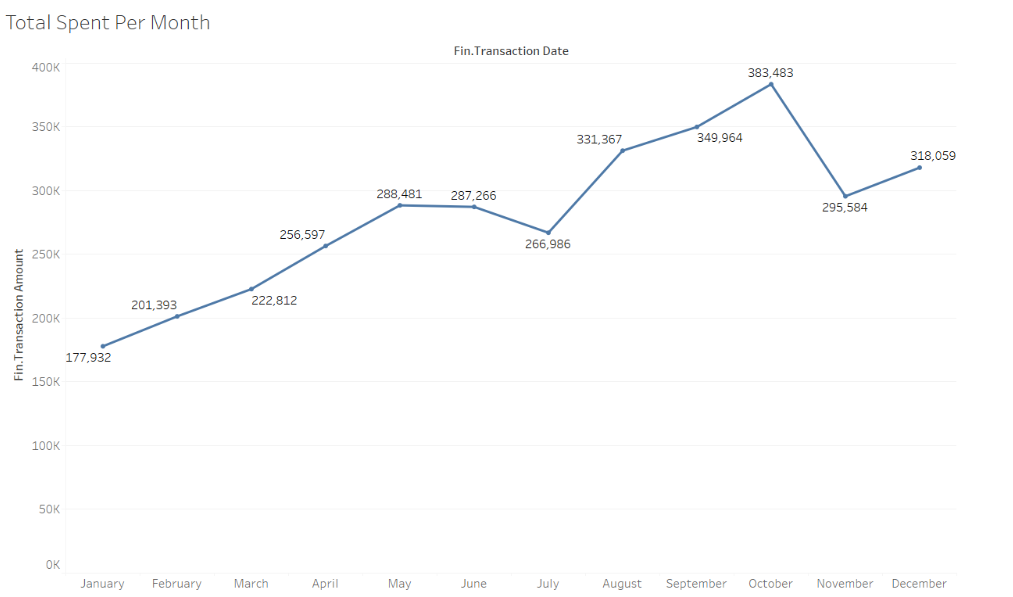 Total Spent Per Month
Fin.Transaction Date
Fin.Transaction Amount
400K
350K
300K
250K
200K
150K
100K
50K
0K
177,932
201,393
222,812
256,597
288,481
287,266
266,986
331,367
349,964
383,483
295,584
318,059
January February March April May June July August September October November December